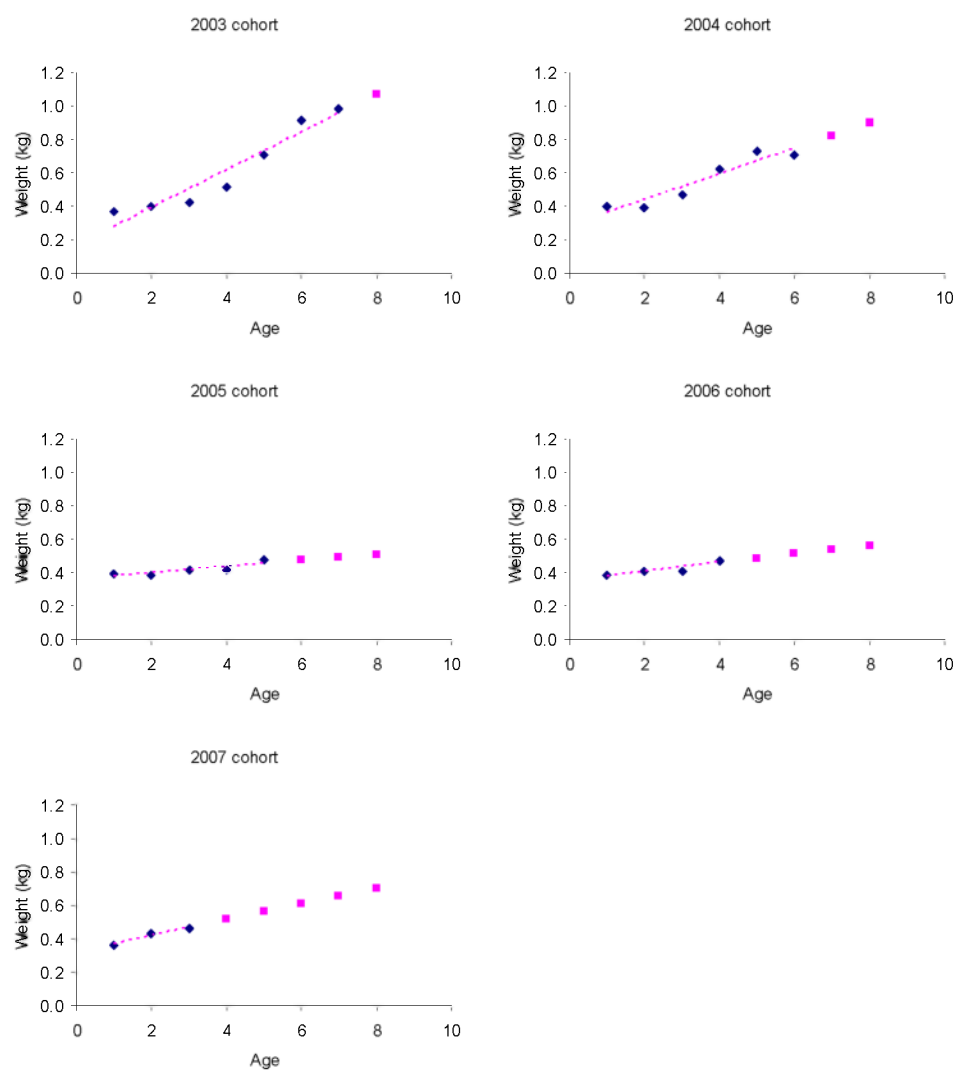 2003 cohort
1.2
1.0
0.8
0.6
0.4
0.2
0.0
Weight (kg)
0 2 4 6 8 10
Age
2004 cohort
1.2
1.0
0.8
0.6
0.4
0.2
0.0
Weight (kg)
0 2 4 6 8 10
Age
2005 cohort
1.2
1.0
0.8
0.6
0.4
0.2
0.0
Weight (kg)
0 2 4 6 8 10
Age
2006 cohort
1.2
1.0
0.8
0.6
0.4
0.2
0.0
Weight (kg)
0 2 4 6 8 10
Age
2007 cohort
1.2
1.0
0.8
0.6
0.4
0.2
0.0
Weight (kg)
0 2 4 6 8 10
Age